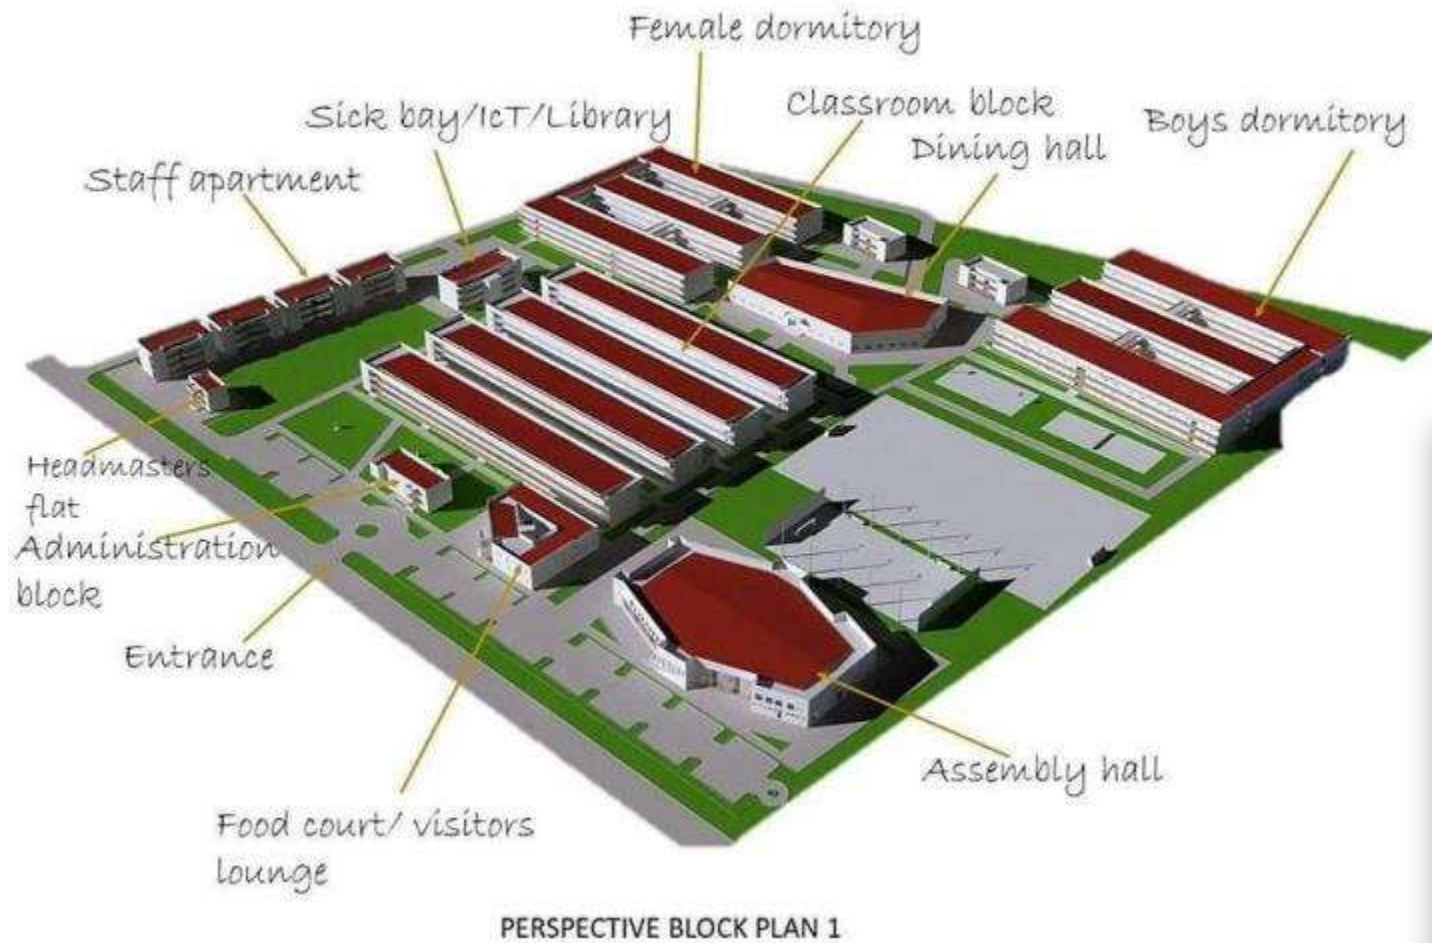 Female dormitory
Sick bay/IcT/Library
Classroom block
Dining hall
Boys dormitory
Staff apartment
Headmasters
flat
Administration
block
Entrance
Food court/ visitors
lounge
Assembly hall
PERSPECTIVE BLOCK PLAN 1